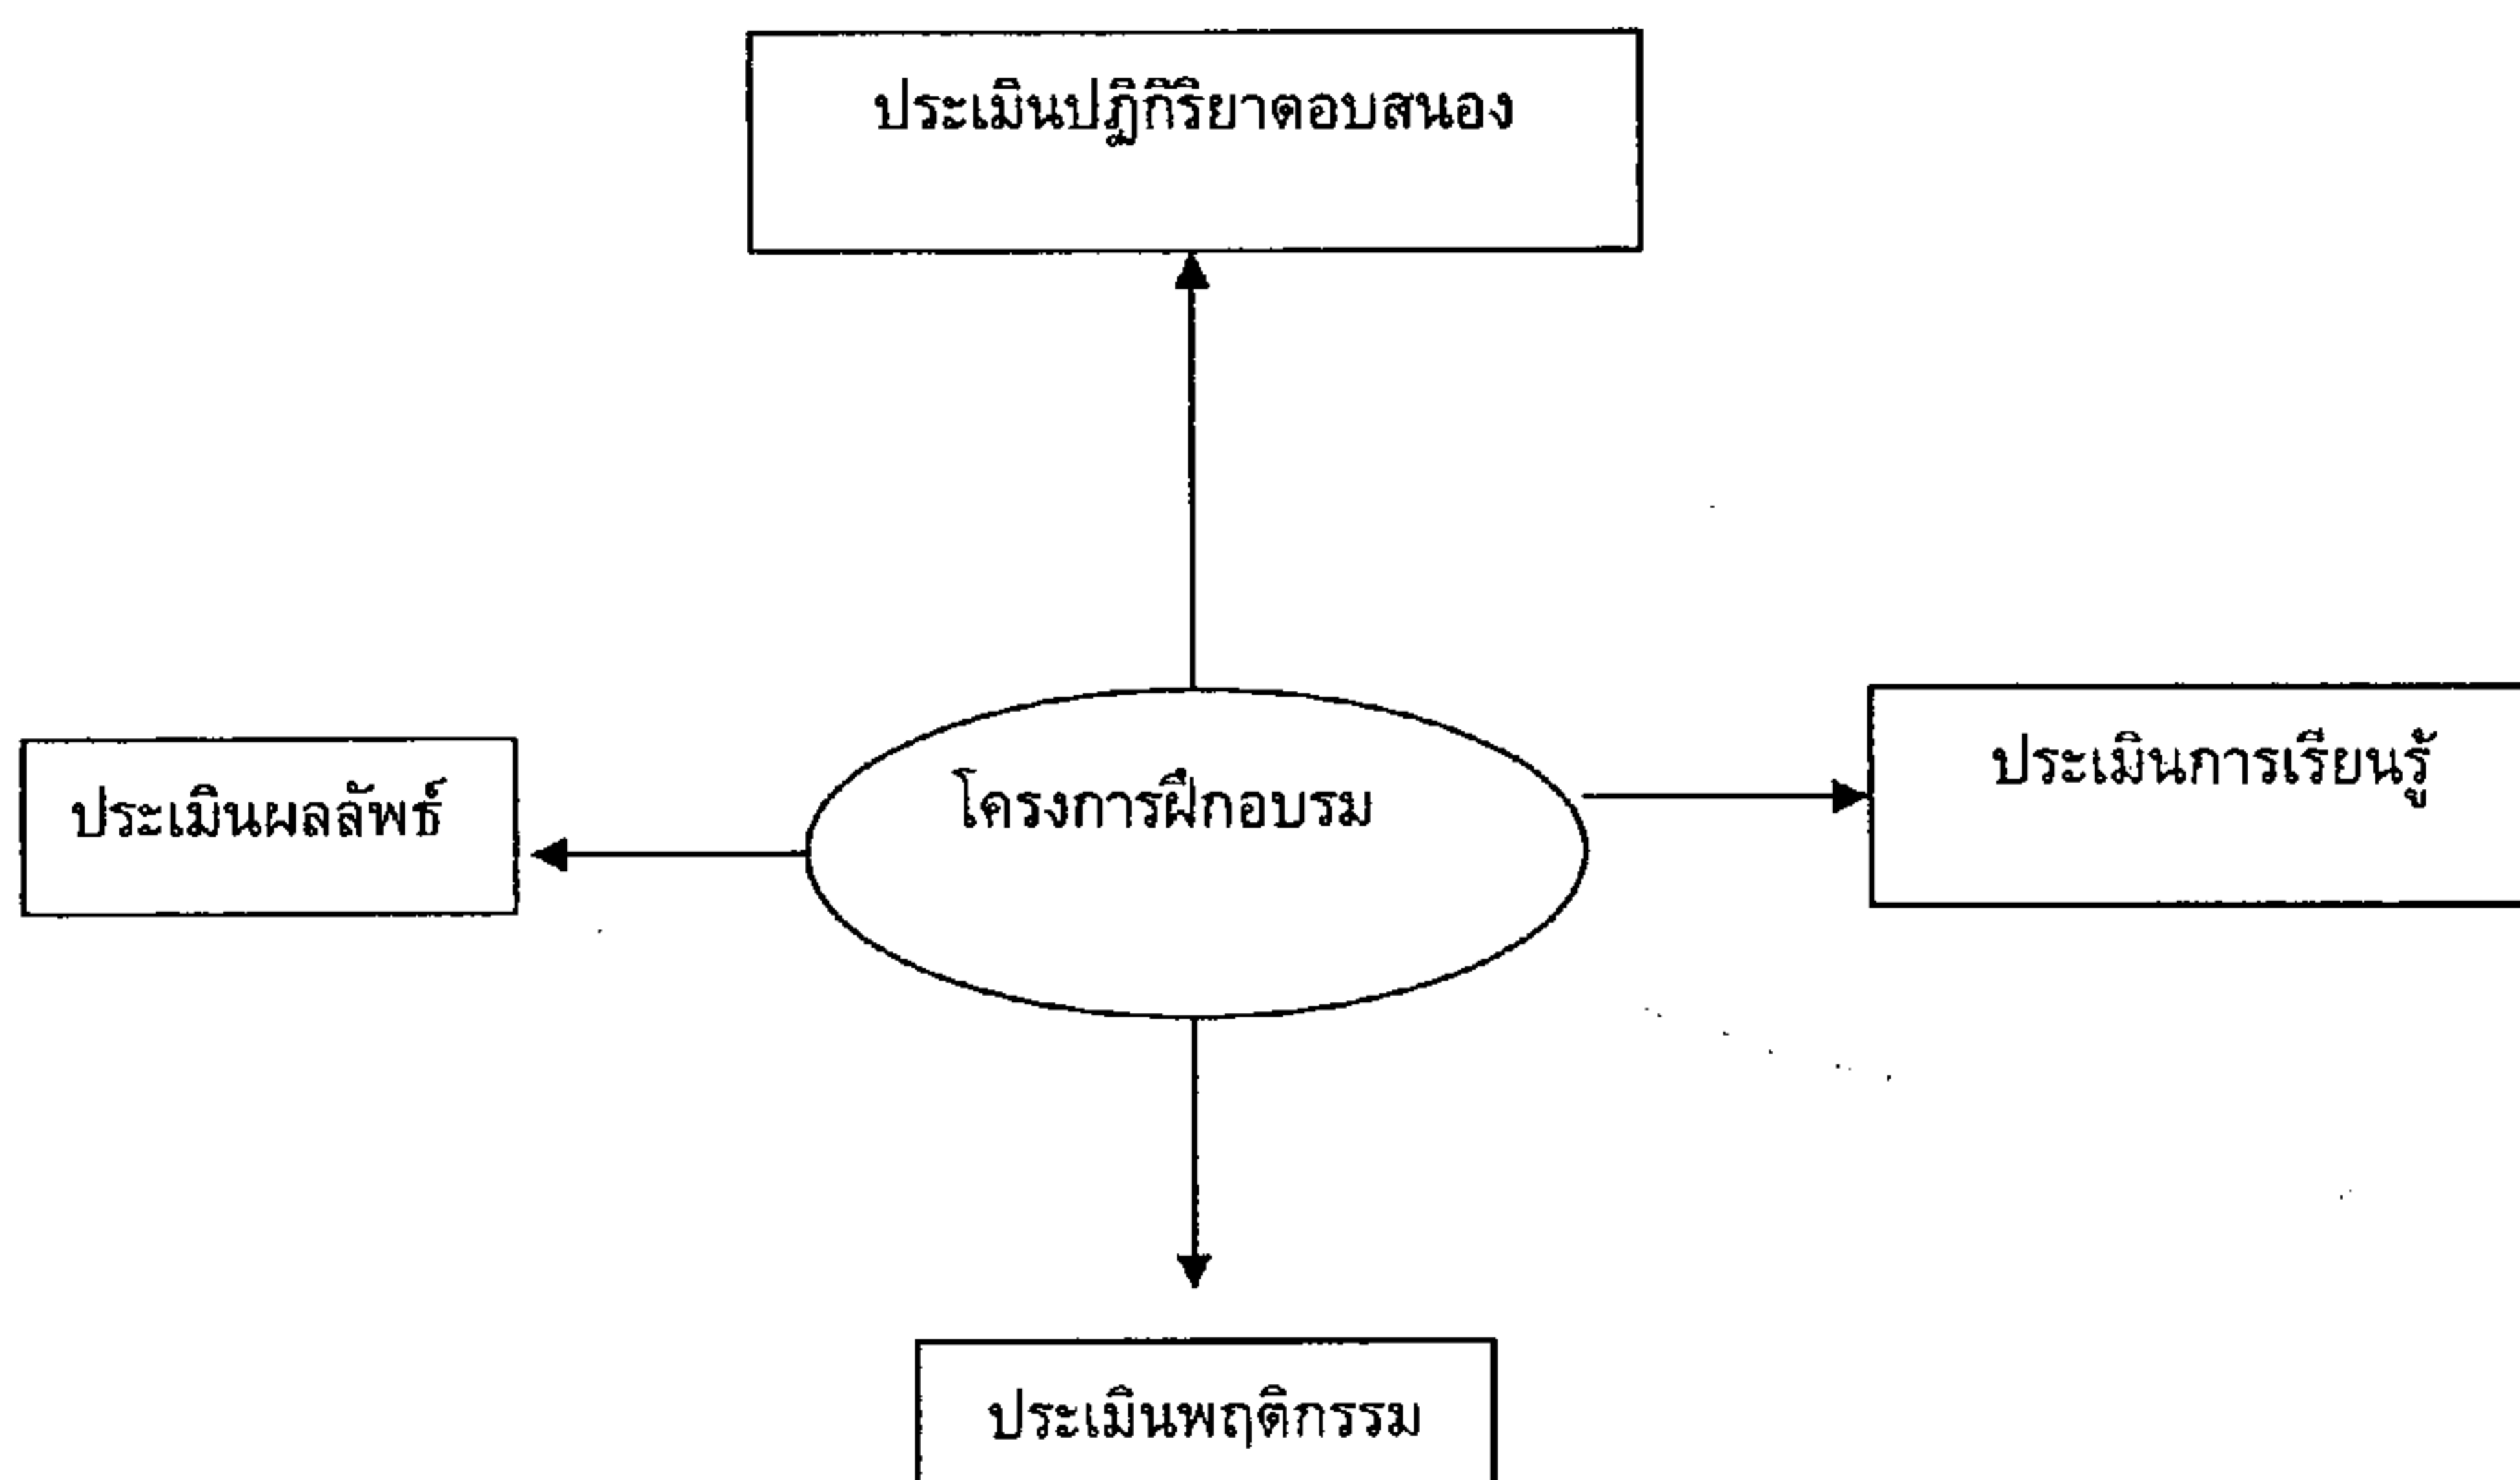 ประเมินปฏิกิริยาตอบสนอง
ประเมินผลลัพธ์
โครงการฝึกอบรม
ประเมินการเรียนรู้
ประเมินพฤติกรรม